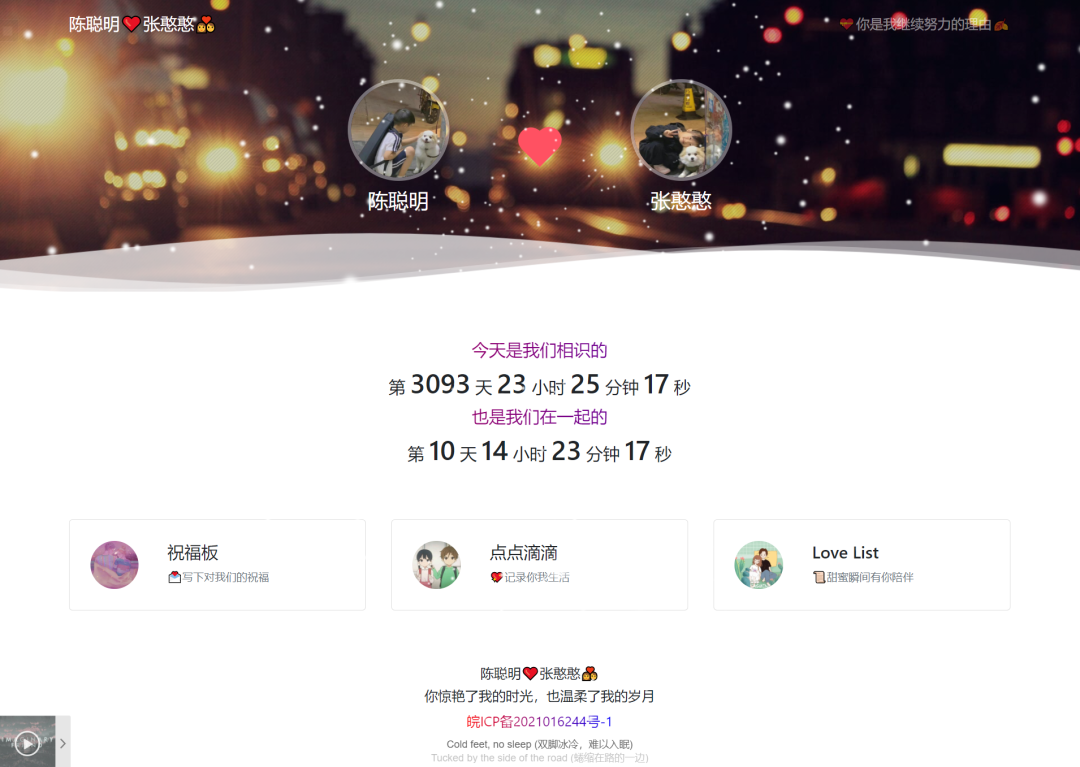 陈聪明❤️张憨憨💑
❤️你是我继续努力的理由
陈聪明
张憨憨
今天是我们相识的
第 3093 天 23 小时 25 分钟 17 秒
也是我们在一起的
第 10 天 14 小时 23 分钟 17 秒
祝福板
💌写下对我们的祝福
点点滴滴
💖记录你我生活
Love List
📜甜蜜瞬间有你陪伴
陈聪明❤️张憨憨💑
你惊艳了我的时光，也温柔了我的岁月
皖ICP备2021016244号-1
Cold feet, no sleep (双脚冰冷，难以入眠)
Tucked by the side of the road (蜷缩在路的一边)